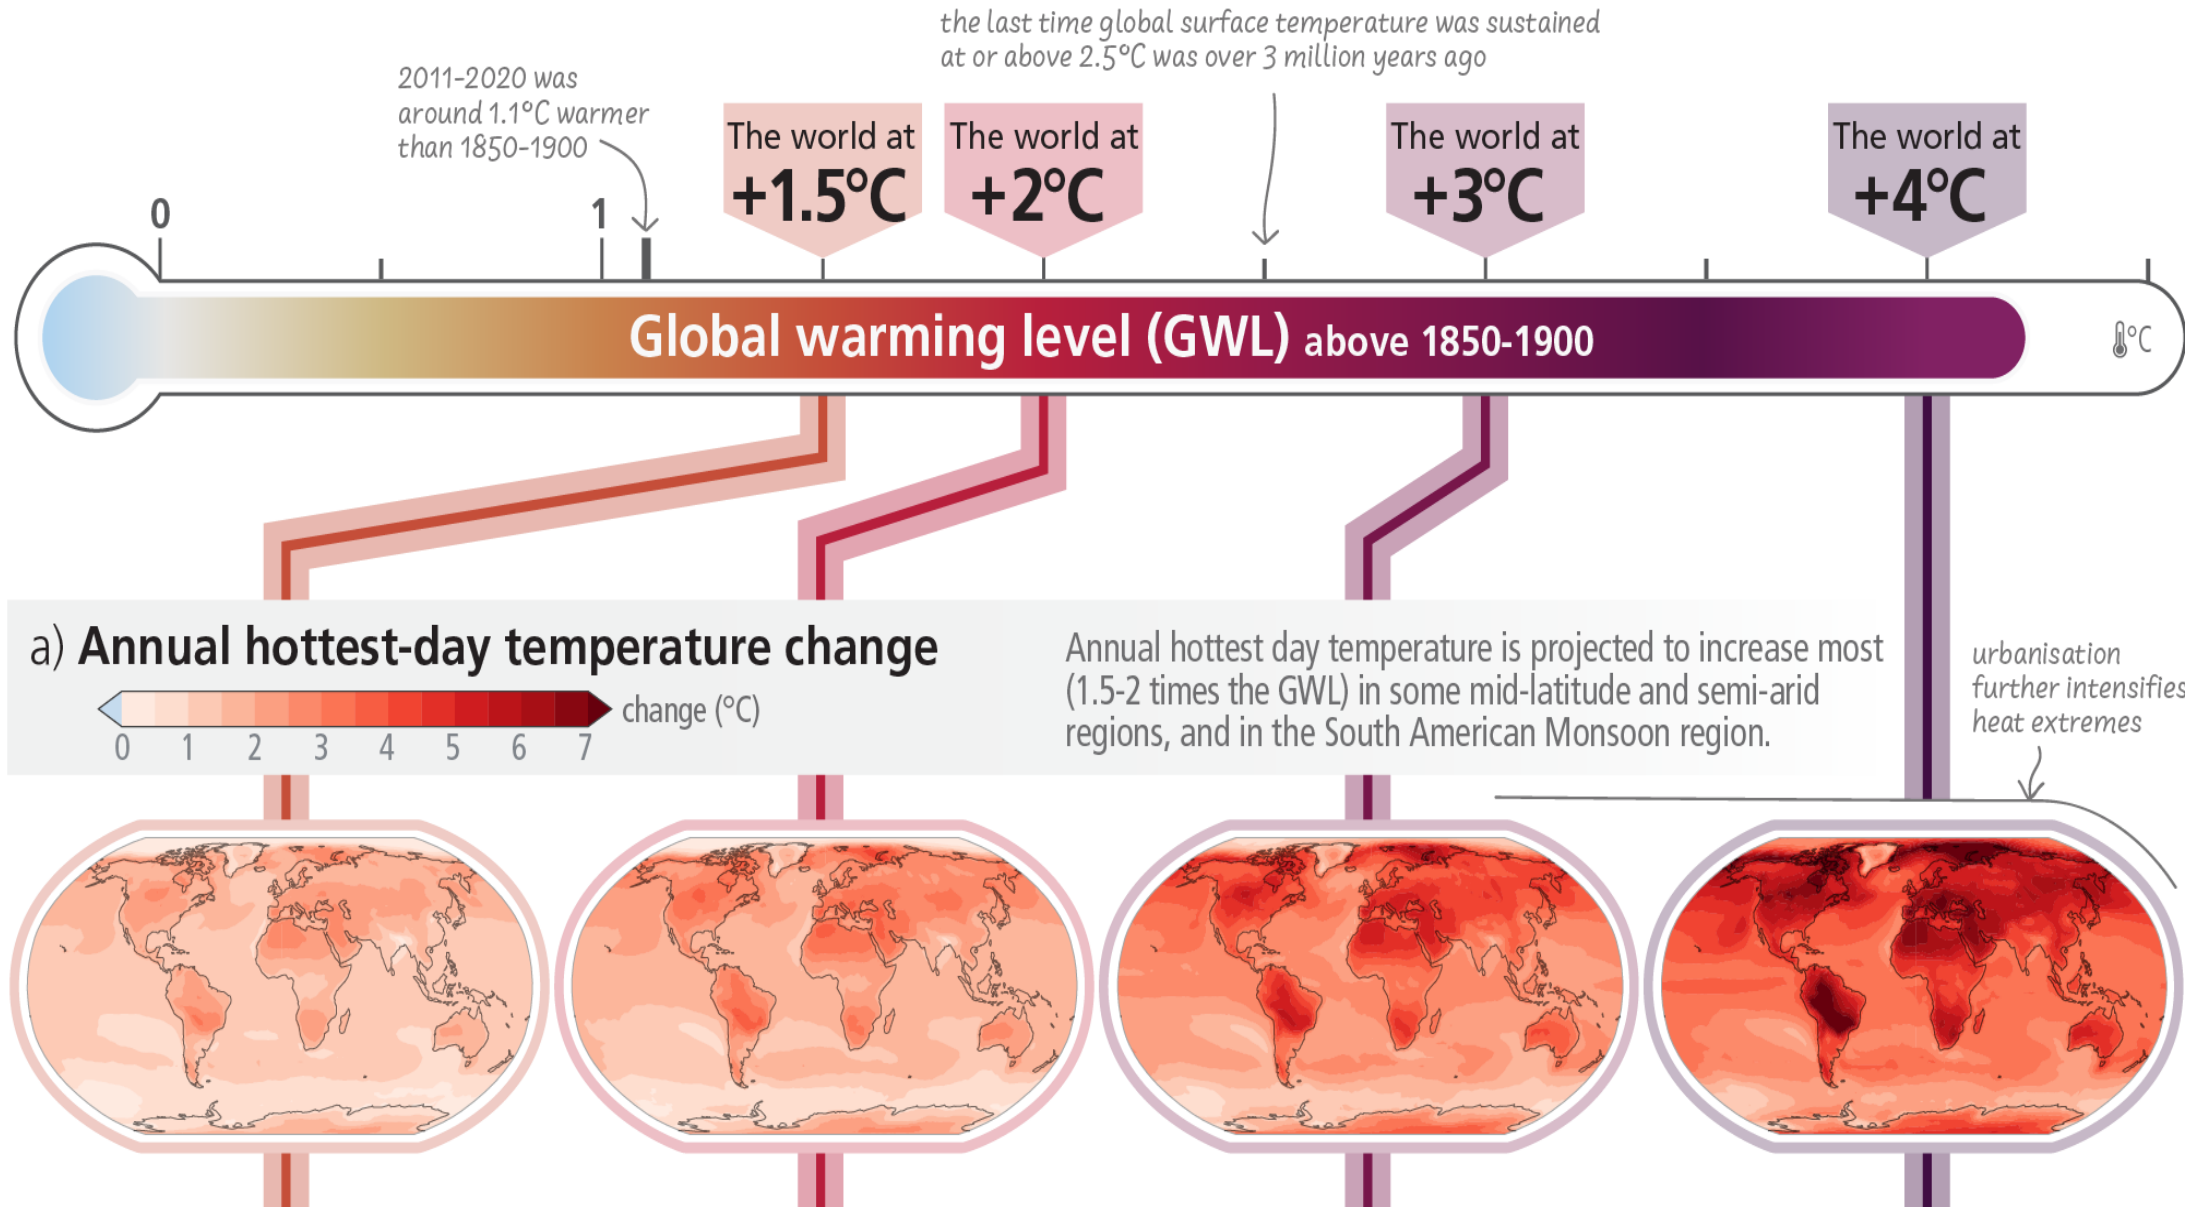 the last time global surface temperature was sustained
at or above 2.5°C was over 3 million years ago
2011-2020 was
around 1.1°C warmer
than 1850-1900
The world at
+1.5°C
The world at
+2°C
The world at
+3°C
The world at
+4°C
0
1
Global warming level (GWL) above 1850-1900
°C
a) Annual hottest-day temperature change
change (°C)
0 1 2 3 4 5 6 7
Annual hottest day temperature is projected to increase most
(1.5-2 times the GWL) in some mid-latitude and semi-arid
regions, and in the South American Monsoon region.
urbanisation
further intensifies
heat extremes